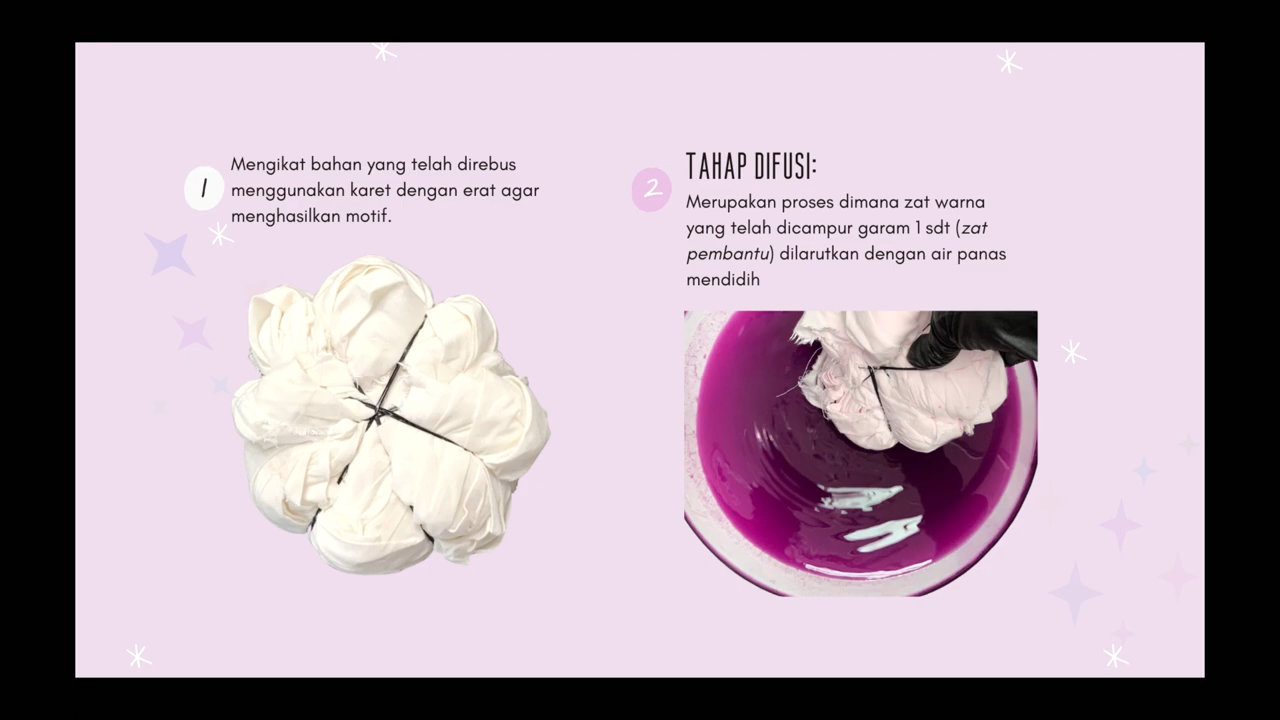 1
Mengikat bahan yang telah direbus
menggunakan karet dengan erat agar
menghasilkan motif.
2
TAHAP DIFUSI:
Merupakan proses dimana zat warna
yang telah dicampur garam 1 sdt (zat
pembantu) dilarutkan dengan air panas
mendidih